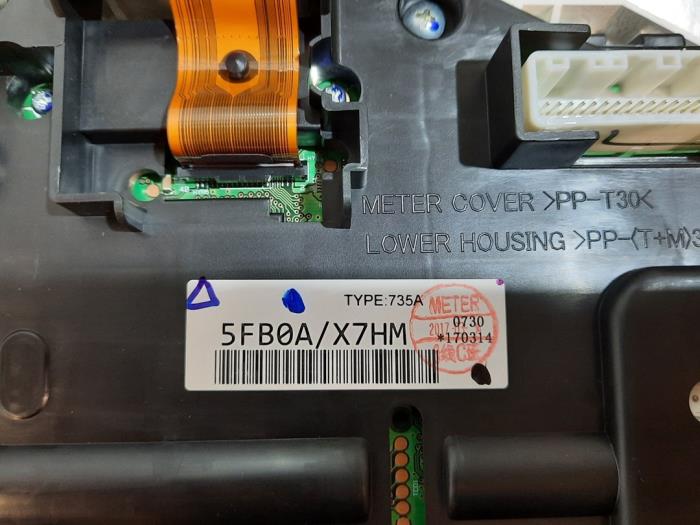 METER COVER >PP-T30<
LOWER HOUSING >PP-(T+M)3
TYPE:735A
5FB0A/X7HM
METER
0730
*170314